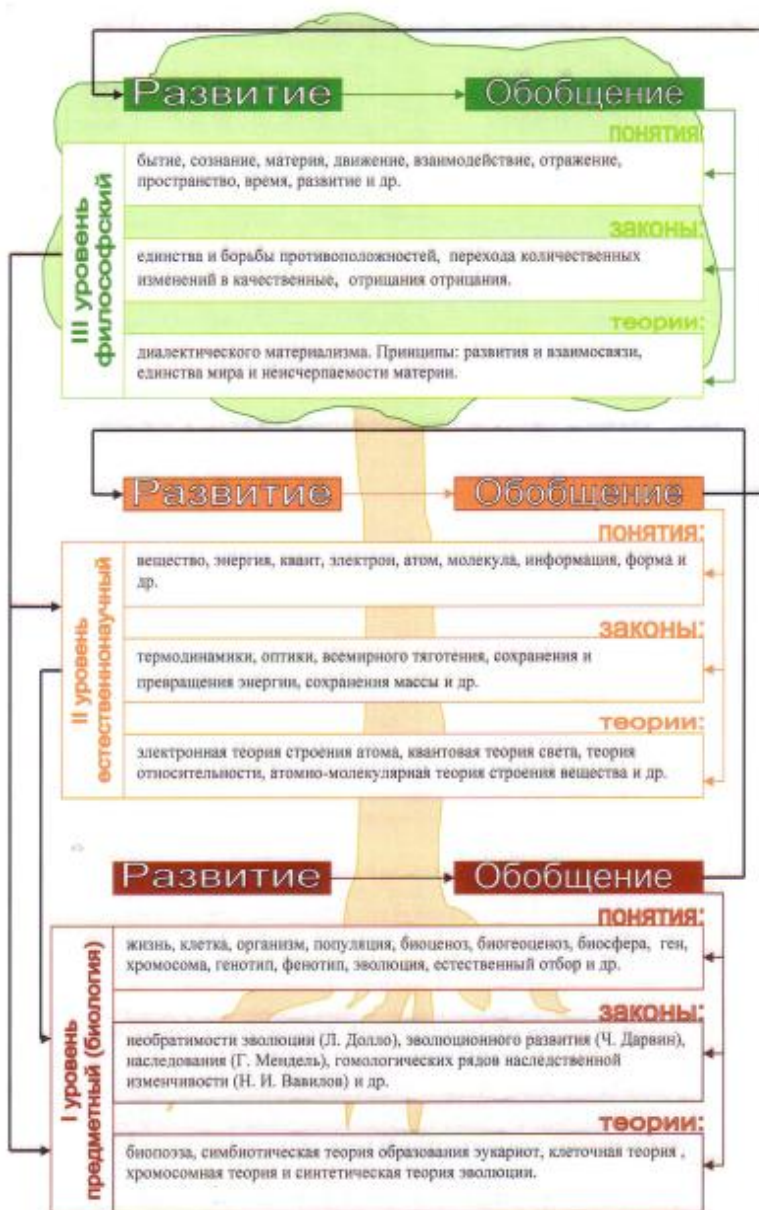 Развитие
Обобщение
понятия:
III уровень
философский
бытие, сознание, материя, движение, взаимодействие, отражение,
пространство, время, развитие и др.
законы:
единства и борьбы противоположностей, перехода количественных
изменений в качественные, отрицания отрицания.
теории:
диалектического материализма. Принципы: развития и взаимосвязи,
единства мира и неисчерпаемости материи.
Развитие
Обобщение
понятия:
II уровень
естественнонаучный
вещество, энергия, квант, электрон, атом, молекула, информация, форма и
др.
законы:
термодинамики, оптики, всемирного тяготения, сохранения и
превращения энергии, сохранения массы и др.
теории:
электронная теория строения атома, квантовая теория света, теория
относительности, атомно-молекулярная теория строения вещества и др.
Развитие
Обобщение
понятия:
I уровень
предметный (биология)
жизнь, клетка, организм, популяция, биоценоз, биогеоценоз, биосфера, ген,
хромосома, генотип, фенотип, эволюция, естественный отбор и др.
законы:
необратимости эволюции (Л. Долло), эволюционного развития (Ч. Дарвин),
наследования (Г. Мендель), гомологических рядов наследственной
изменчивости (Н. И. Вавилов) и др.
теории:
биопоэза, симбиотическая теория образования эукариот, клеточная теория ,
хромосомная теория и синтетическая теория эволюции.